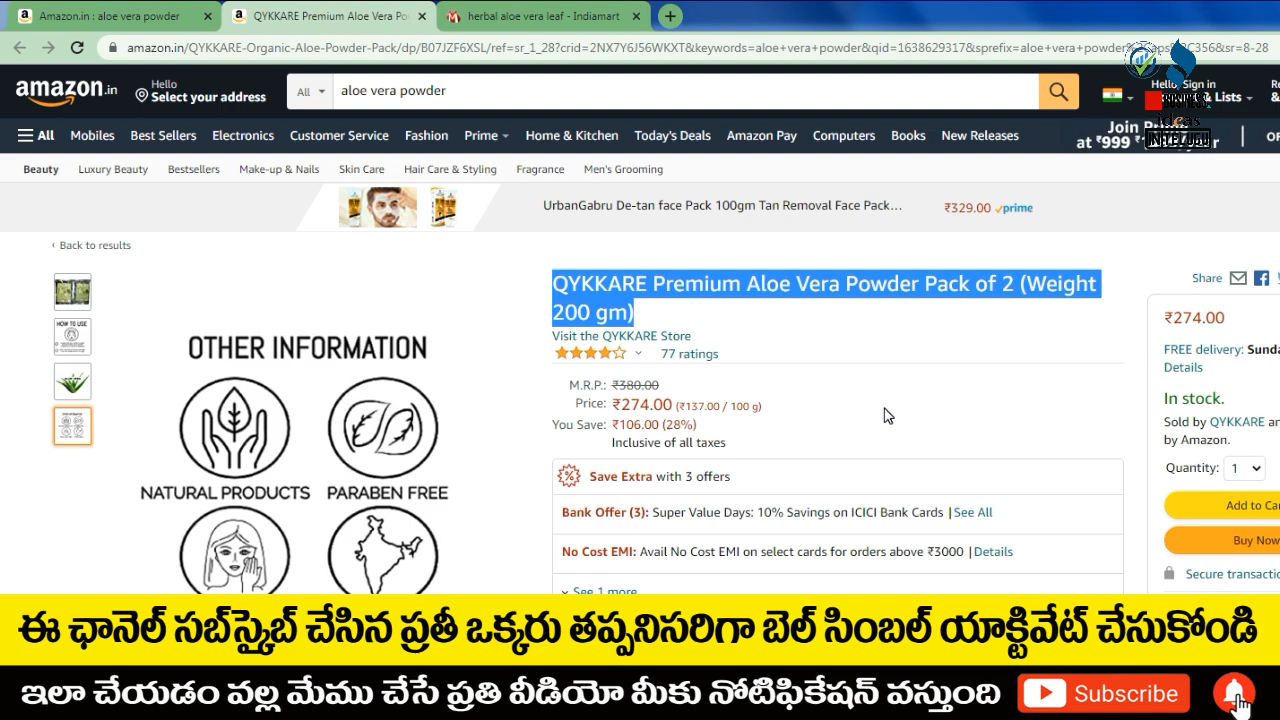 Amazon.in : aloe vera powder
QYKKARE Premium Aloe Vera Po
herbal aloe vera leaf - Indiamart
amazon.in/QYKKARE-Organic-Aloe-Powder-Pack/dp/B07JZF6XSL/ref=sr_1_28?crid=2NX7Y6J56WKXT&keywords=aloe+vera+powder&qid=1638629317&sprefix=aloe+vera+powder
C356&sr=8-28
amazon.in
Hello
Select your address
All
aloe vera powder
Hello, Sign in
& Lists
BUSINESS
ideas
INTELUGU
All
Mobiles
Best Sellers
Electronics
Customer Service
Fashion
Prime
Home & Kitchen
Today's Deals
Amazon Pay
Computers
Books
New Releases
Join
at ₹999
Beauty
Luxury Beauty
Bestsellers
Make-up & Nails
Skin Care
Hair Care & Styling
Fragrance
Men's Grooming
UrbanGabru De-tan face Pack 100gm Tan Removal Face Pack...
₹329.00 prime
‹ Back to results
QYKKARE Premium Aloe Vera Powder Pack of 2 (Weight
200 gm)
Visit the QYKKARE Store
77 ratings
M.R.P.: ₹380.00
Price: ₹274.00 (₹137.00 / 100 g)
You Save: ₹106.00 (28%)
Inclusive of all taxes
Save Extra with 3 offers
Bank Offer (3): Super Value Days: 10% Savings on ICICI Bank Cards | See All
No Cost EMI: Avail No Cost EMI on select cards for orders above ₹3000 | Details
See 1 more
HOW TO USE
OTHER INFORMATION
NATURAL PRODUCTS
PARABEN FREE
Share
₹274.00
FREE delivery: Sunda
Details
In stock.
Sold by QYKKARE an
by Amazon.
Quantity: 1
Add to Car
Buy Now
Secure transactio
ఈ ఛానెల్ సబ్‌స్క్రైబ్ చేసిన ప్రతీ ఒక్కరు తప్పనిసరిగా బెల్ సింబల్ యాక్టివేట్ చేసుకోండి
ఇలా చేయడం వల్ల మేము చేసే ప్రతి వీడియో మీకు నోటిఫికేషన్ వస్తుంది
Subscribe